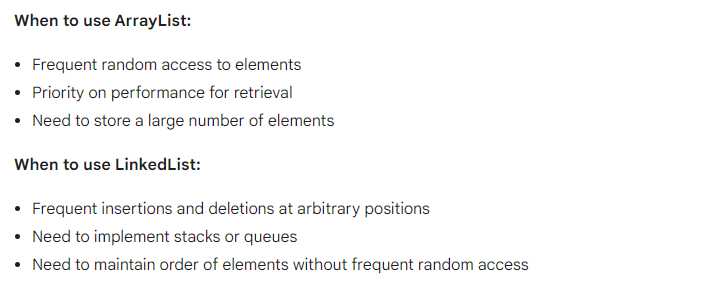 When to use ArrayList:
• Frequent random access to elements
• Priority on performance for retrieval
• Need to store a large number of elements
When to use LinkedList:
• Frequent insertions and deletions at arbitrary positions
• Need to implement stacks or queues
• Need to maintain order of elements without frequent random access